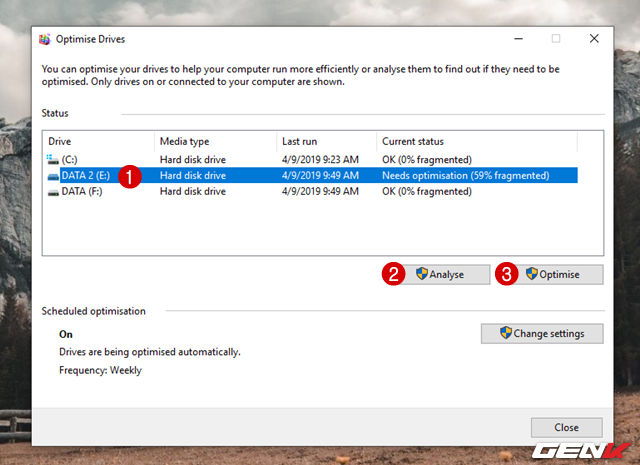 Optimise Drives
You can optimise your drives to help your computer run more efficiently or analyse them to find out if they need to be
optimised. Only drives on or connected to your computer are shown.
Status
Drive Media type Last run Current status
(C:) Hard disk drive 4/9/2019 9:23 AM OK (0% fragmented)
DATA 2 (E:) 1 Hard disk drive 4/9/2019 9:49 AM Needs optimisation (59% fragmented)
DATA (F:) Hard disk drive 4/9/2019 9:49 AM OK (0% fragmented)
2 Analyse 3 Optimise
Scheduled optimisation
On Change settings
Drives are being optimised automatically.
Frequency: Weekly
Close
GENK